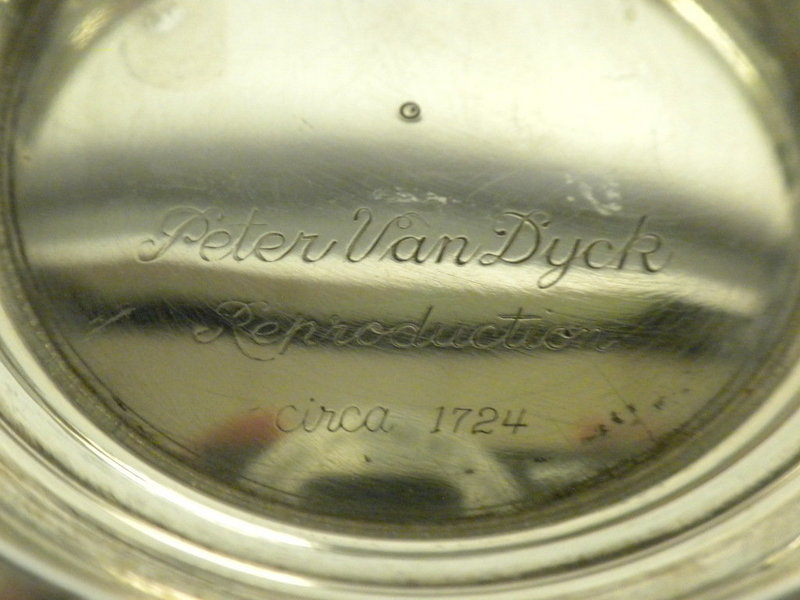 Peter Van Dyck
Reproduction
circa 1724